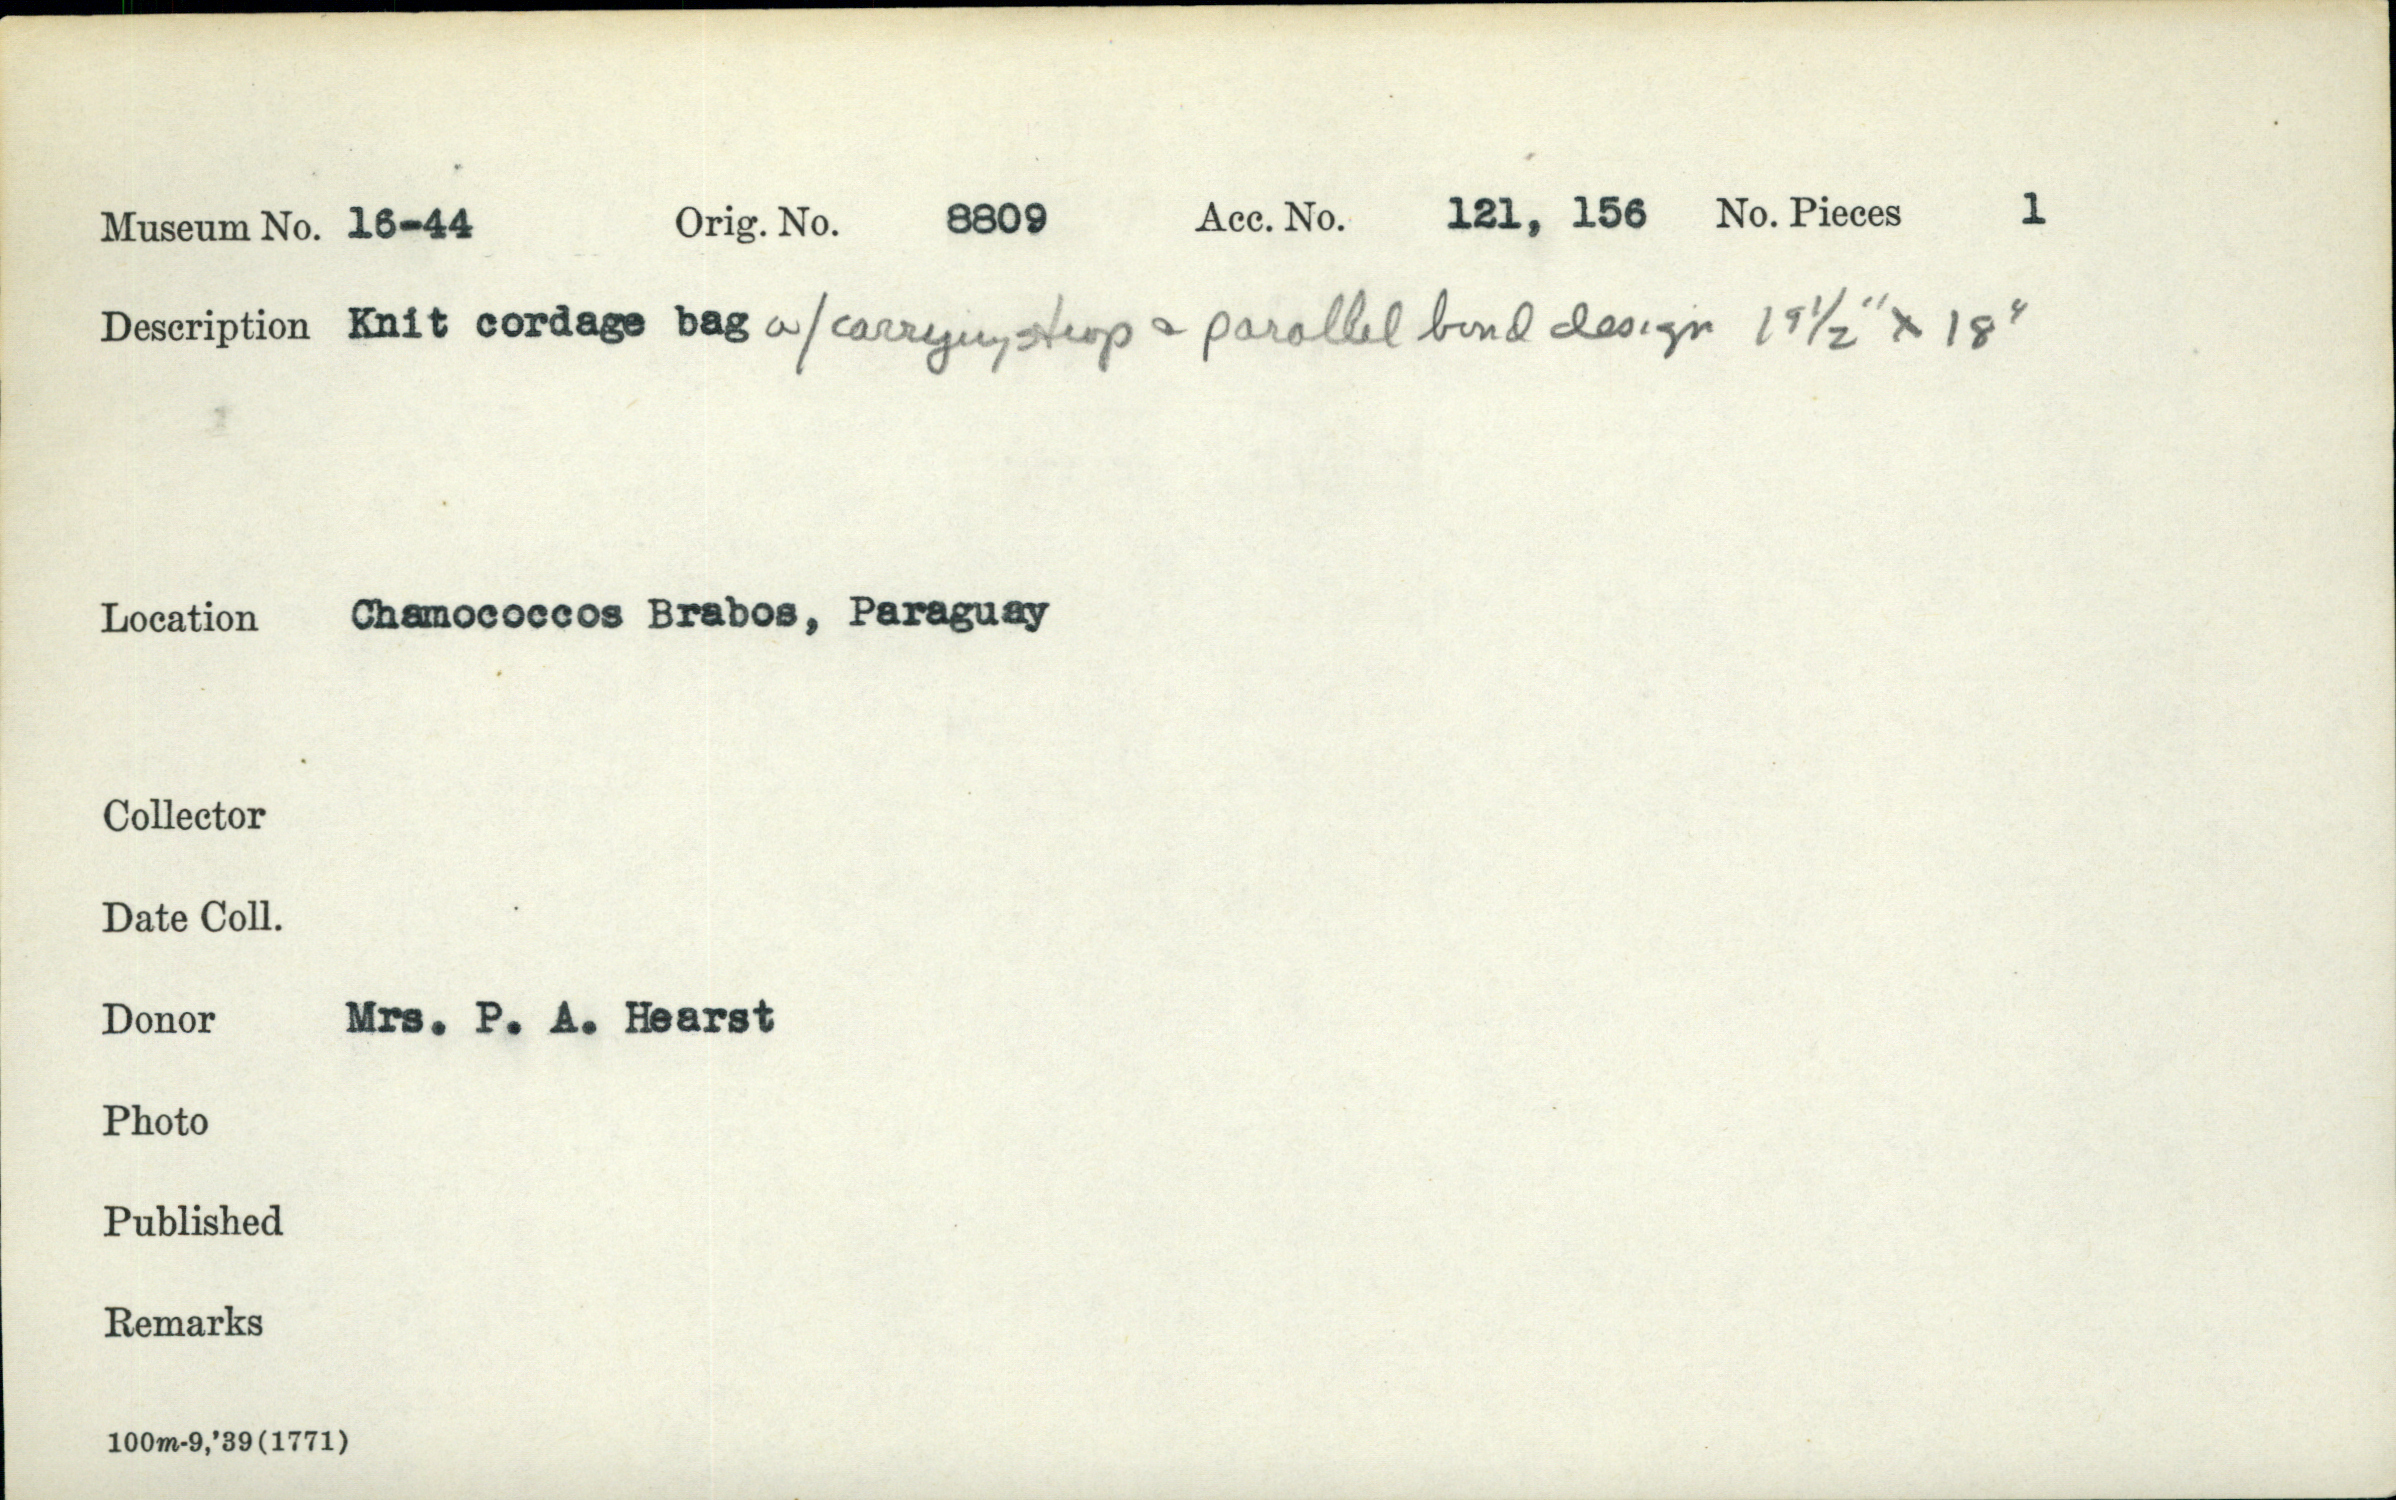 Museum No. 16-44 Orig. No. 8809 Acc. No. 121, 156 No. Pieces 1
Description Knit cordage bag w/ carrying strap & parallel band design 19 1/2" x 18"
Location Chamococcos Brabos, Paraguay
Collector
Date Coll.
Donor Mrs. P. A. Hearst
Photo
Published
Remarks
100m-9,'39(1771)